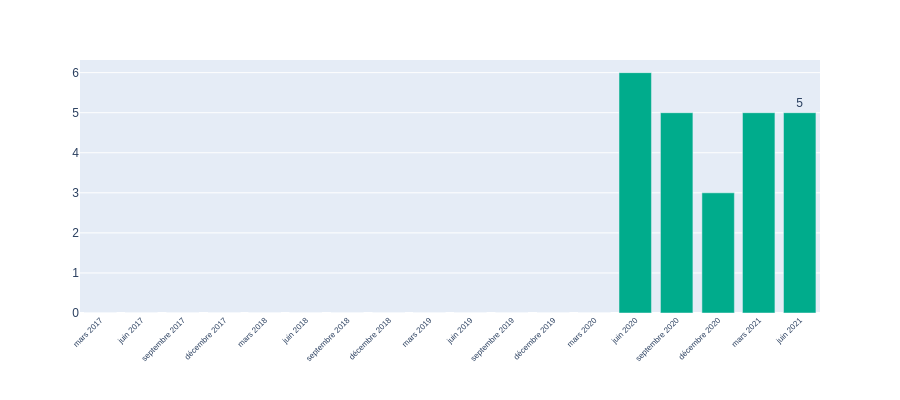 6
5
5
4
3
2
1
0
mars 2017
juin 2017
septembre 2017
décembre 2017
mars 2018
juin 2018
septembre 2018
décembre 2018
mars 2019
juin 2019
septembre 2019
décembre 2019
mars 2020
juin 2020
septembre 2020
décembre 2020
mars 2021
juin 2021